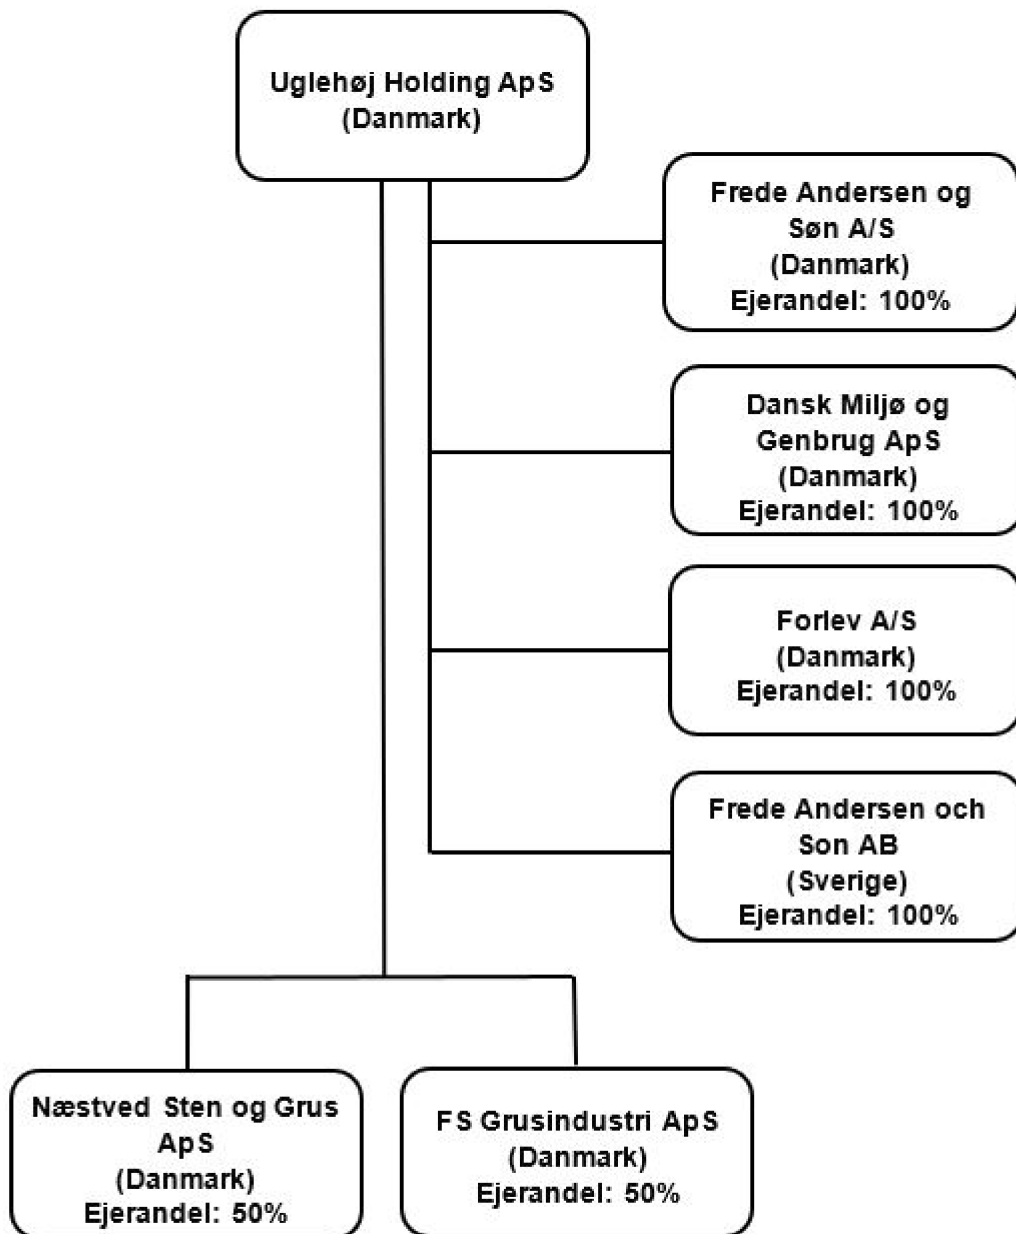 Uglehøj Holding ApS
(Danmark)
Frede Andersen og
Søn A/S
(Danmark)
Ejerandel: 100%
Dansk Miljø og
Genbrug ApS
(Danmark)
Ejerandel: 100%
Forlev A/S
(Danmark)
Ejerandel: 100%
Frede Andersen och
Son AB
(Sverige)
Ejerandel: 100%
Næstved Sten og Grus
ApS
(Danmark)
Ejerandel: 50%
FS Grusindustri ApS
(Danmark)
Ejerandel: 50%